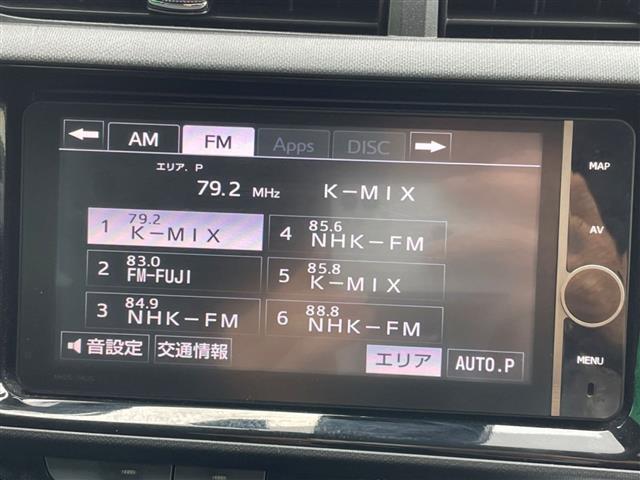 AM FM Apps DISC
エリア. P
79.2 MHz K-MIX
1 79.2 K-MIX
2 83.0 FM-FUJI
3 84.9 NHK-FM
4 85.6 NHK-FM
5 85.8 K-MIX
6 88.8 NHK-FM
音設定 交通情報 エリア AUTO.P
MAP
AV
MENU